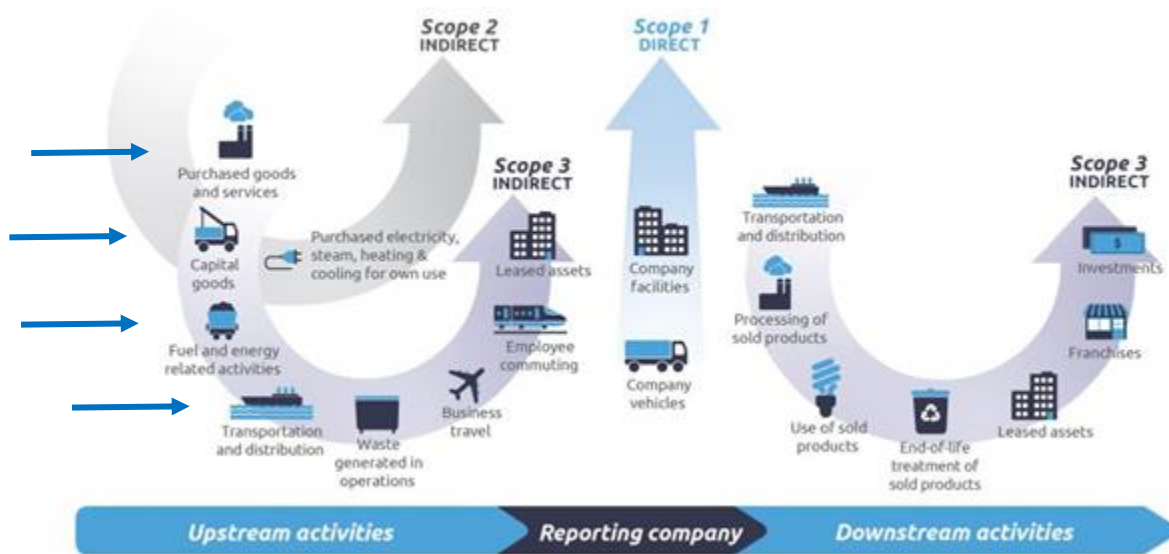 Scope 2
INDIRECT
Scope 1
DIRECT
Purchased goods
and services
Scope 3
INDIRECT
Scope 3
INDIRECT
Capital
goods
Purchased electricity,
steam, heating &
cooling for own use
Leased assets
Company
facilities
Transportation
and distribution
$
Investments
Fuel and energy
related activities
Employee
commuting
Processing of
sold products
Franchises
Transportation
and distribution
Waste
generated in
operations
Business
travel
Company
vehicles
Use of sold
products
End-of-life
treatment of
sold products
Leased assets
Upstream activities
Reporting company
Downstream activities